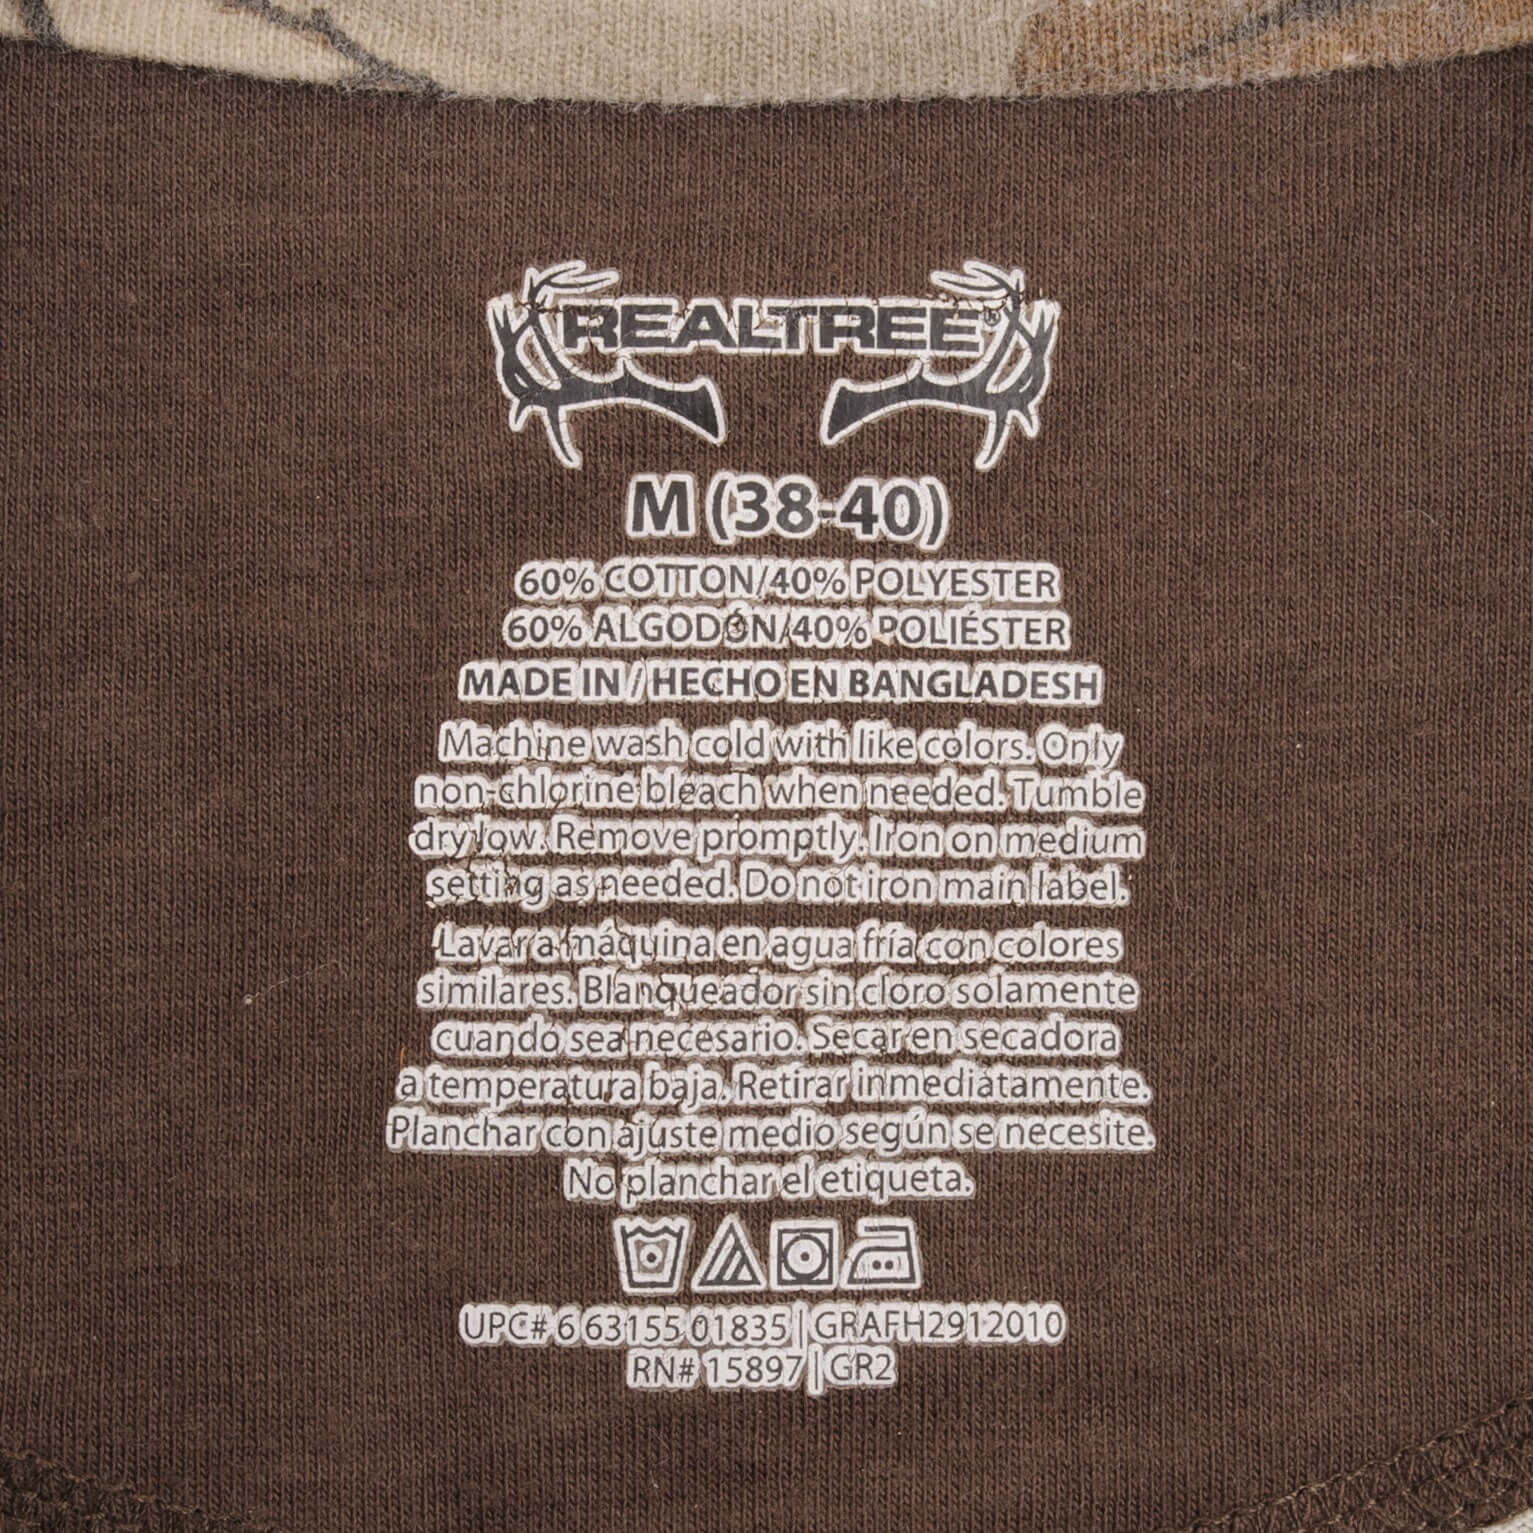 REALTREE®
M (38-40)
60% COTTON/40% POLYESTER
60% ALGODÓN/40% POLIÉSTER
MADE IN / HECHO EN BANGLADESH
Machine wash cold with like colors. Only
non-chlorine bleach when needed. Tumble
dry low. Remove promptly. Iron on medium
setting as needed. Do not iron main label.
Lavar a máquina en agua fría con colores
similares. Blanqueador sin cloro solamente
cuando sea necesario. Secar en secadora
a temperatura baja. Retirar inmediatamente.
Planchar con ajuste medio según se necesite.
No planchar el etiqueta.
UPC# 6 63155 01835 | GRAFH2912010
RN# 15897 | GR2